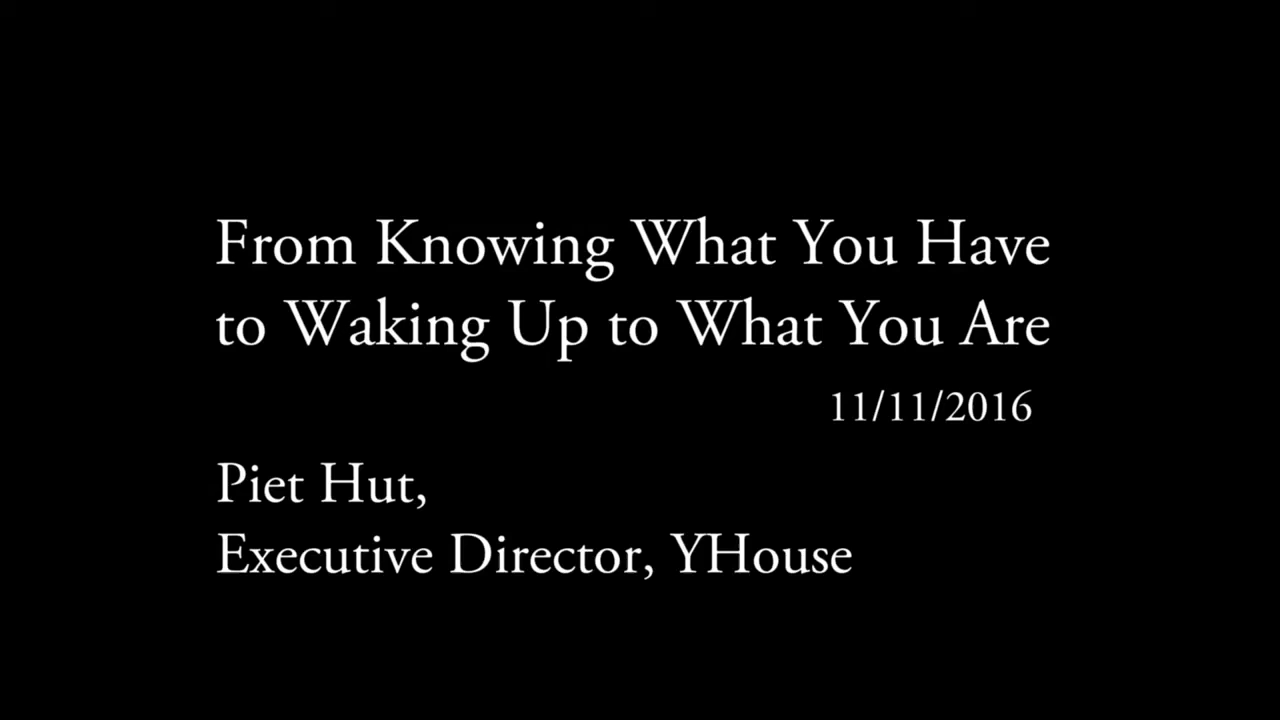 From Knowing What You Have
to Waking Up to What You Are
11/11/2016
Piet Hut,
Executive Director, YHouse